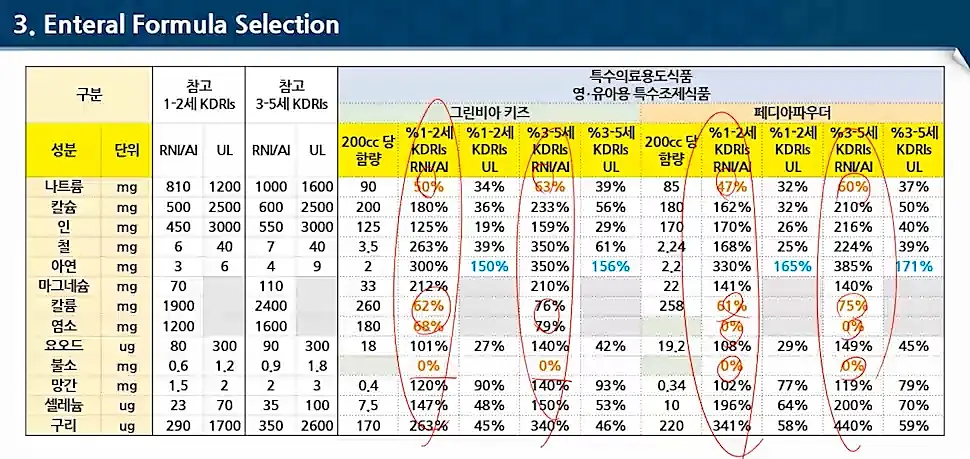 3. Enteral Formula Selection
구분 참고 1-2세 KDRIs 참고 3-5세 KDRIs 특수의료용도식품 영·유아용 특수조제식품
그린비아 키즈 페디아파우더
성분 단위 RNI/AI UL RNI/AI UL 200cc 당 함량 %1-2세 KDRIs RNI/AI %1-2세 KDRIs UL %3-5세 KDRIs RNI/AI %3-5세 KDRIs UL 200cc 당 함량 %1-2세 KDRIs RNI/AI %1-2세 KDRIs UL %3-5세 KDRIs RNI/AI %3-5세 KDRIs UL
나트륨 mg 810 1200 1000 1600 90 50% 34% 63% 39% 85 47% 32% 60% 37%
칼슘 mg 500 2500 600 2500 200 180% 36% 233% 56% 180 162% 32% 210% 50%
인 mg 450 3000 550 3000 125 125% 19% 159% 29% 170 170% 26% 216% 40%
철 mg 6 40 7 40 3,5 263% 39% 350% 61% 2,24 168% 25% 224% 39%
아연 mg 3 6 4 9 2 300% 150% 350% 156% 2,2 330% 165% 385% 171%
마그네슘 mg 70 110 33 212% 210% 22 141% 140%
칼륨 mg 1900 2400 260 62% 76% 258 61% 75%
염소 mg 1200 1600 180 68% 79% 0% 0%
요오드 ug 80 300 90 300 18 101% 27% 140% 42% 19,2 108% 29% 149% 45%
불소 mg 0,6 1,2 0,9 1,8 0% 0% 0% 0%
망간 mg 1,5 2 2 3 0,4 120% 90% 140% 93% 0,34 102% 77% 119% 79%
셀레늄 ug 23 70 35 100 7,5 147% 48% 150% 53% 10 196% 64% 200% 70%
구리 ug 290 1700 350 2600 170 263% 45% 340% 46% 220 341% 58% 440% 59%